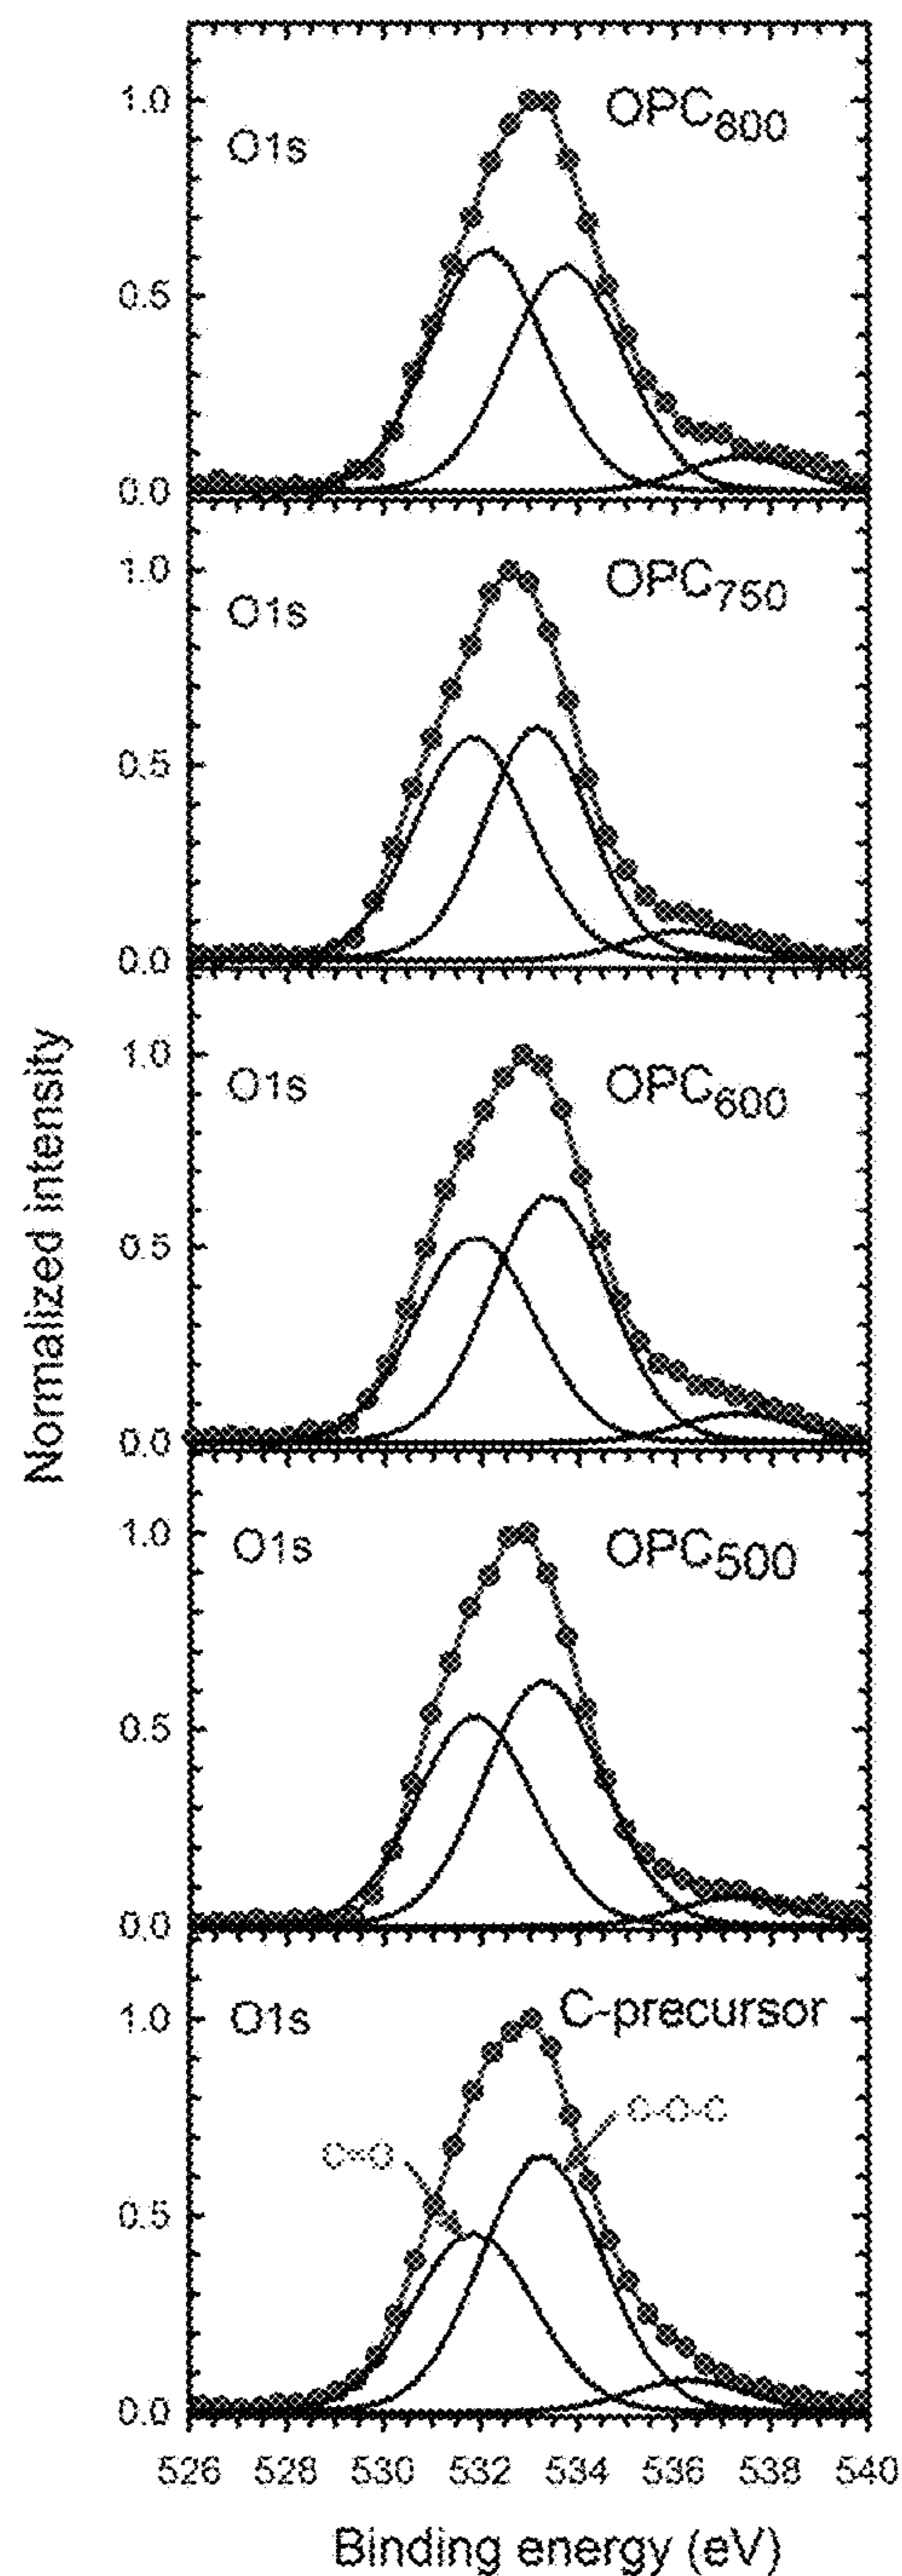 1.0
O1s
OPC800
0.5
0.0
1.0
O1s
OPC750
0.5
0.0
Normalized intensity
1.0
O1s
OPC600
0.5
0.0
1.0
O1s
OPC500
0.5
0.0
1.0
O1s
C-precursor
C-O-C
C=O
0.5
0.0
526 528 530 532 534 536 538 540
Binding energy (eV)